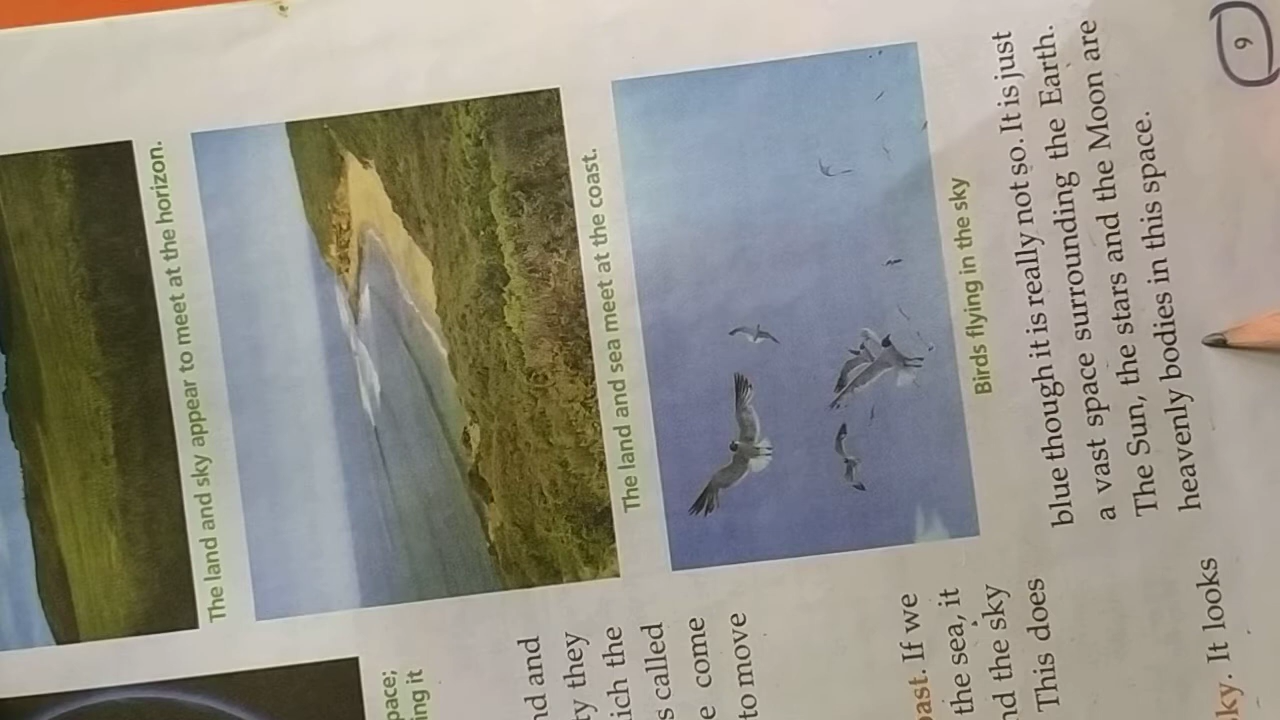 pace;
ing it
nd and
ty they
ich the
s called
e come
to move
oast. If we
the sea, it
nd the sky
This does
ky. It looks
The land and sky appear to meet at the horizon.
The land and sea meet at the coast.
Birds flying in the sky
blue though it is really not so. It is just
a vast space surrounding the Earth.
The Sun, the stars and the Moon are
heavenly bodies in this space.
9